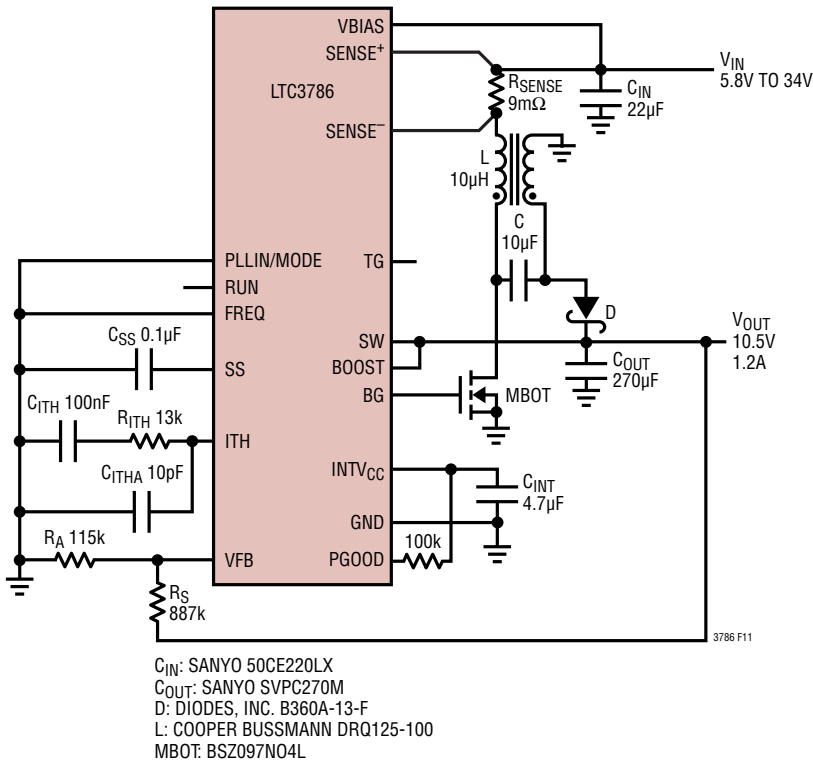 VBIAS
SENSE+
LTC3786
SENSE–
PLLIN/MODE
RUN
FREQ
SS
ITH
VFB
TG
SW
BOOST
BG
INTVCC
GND
PGOOD
VIN
5.8V TO 34V
RSENSE
9mΩ
CIN
22µF
L
10µH
C
10µF
D
VOUT
10.5V
1.2A
COUT
270µF
MBOT
CINT
4.7µF
100k
CSS 0.1µF
CITH 100nF
RITH 13k
CITHA 10pF
RA 115k
RS
887k
3786 F11
CIN: SANYO 50CE220LX
COUT: SANYO SVPC270M
D: DIODES, INC. B360A-13-F
L: COOPER BUSSMANN DRQ125-100
MBOT: BSZ097NO4L